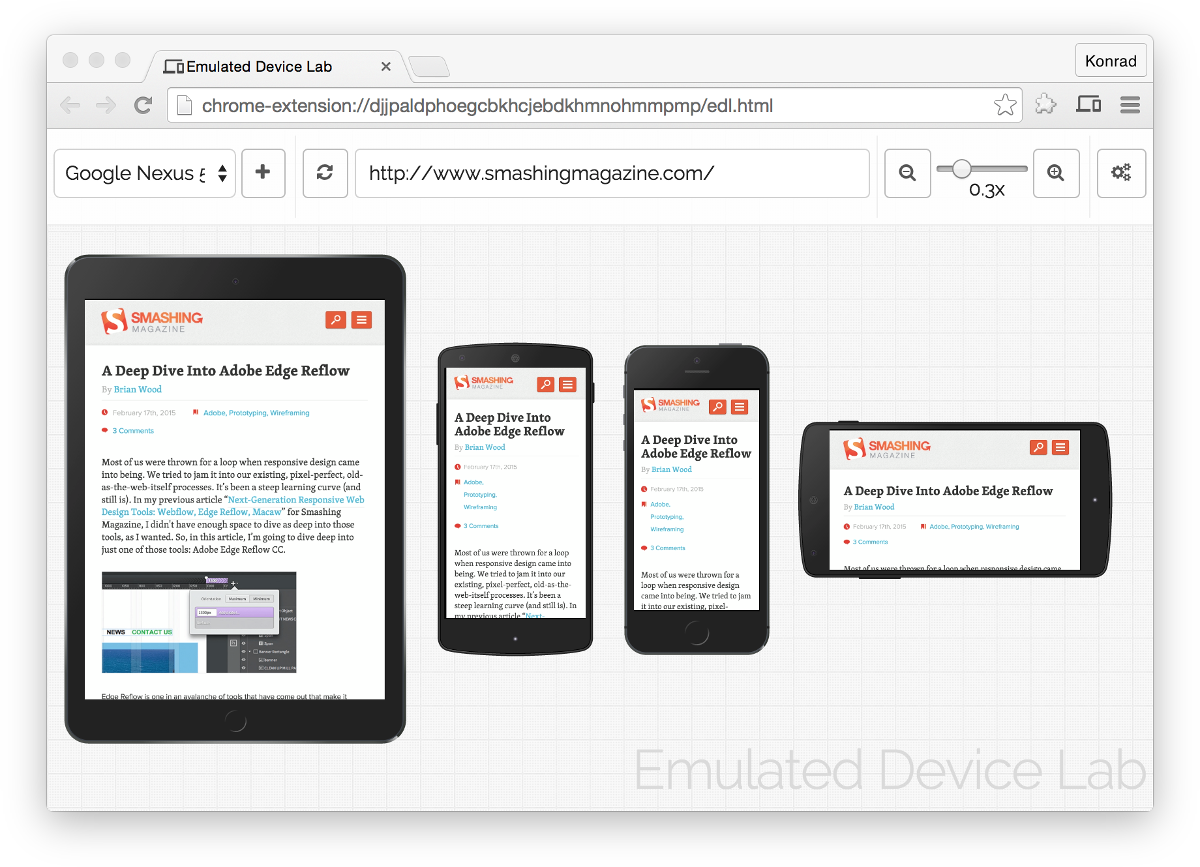 Emulated Device Lab
Konrad
chrome-extension://djjpaldphoegcbkhcjebdkhmnohmmpmp/edl.html
Google Nexus 5
http://www.smashingmagazine.com/
0.3x
SMASHING
MAGAZINE
A Deep Dive Into Adobe Edge Reflow
By Brian Wood
February 17th, 2015 Adobe, Prototyping, Wireframing
3 Comments
Most of us were thrown for a loop when responsive design came
into being. We tried to jam it into our existing, pixel-perfect, old-
as-the-web-itself processes. It's been a steep learning curve (and
still is). In my previous article “Next-Generation Responsive Web
Design Tools: Webflow, Edge Reflow, Macaw” for Smashing
Magazine, I didn't have enough space to dive as deep into those
tools, as I wanted. So, in this article, I'm going to dive deep into
just one of those tools: Adobe Edge Reflow CC.
NEWS CONTACT US
Edge Reflow is one in an avalanche of tools that have come out that make it
SMASHING
MAGAZINE
A Deep Dive Into
Adobe Edge Reflow
By Brian Wood
February 17th, 2015
Adobe,
Prototyping,
Wireframing
3 Comments
Most of us were thrown for a loop
when responsive design came into
being. We tried to jam it into our
existing, pixel-perfect, old-as-the-
web-itself processes. It's been a
steep learning curve (and still is). In
my previous article “Next-
SMASHING
MAGAZINE
A Deep Dive Into
Adobe Edge Reflow
By Brian Wood
February 17th, 2015
Adobe,
Prototyping,
Wireframing
3 Comments
Most of us were thrown for a
loop when responsive design
came into being. We tried to jam
it into our existing, pixel-
SMASHING
MAGAZINE
A Deep Dive Into Adobe Edge Reflow
By Brian Wood
February 17th, 2015 Adobe, Prototyping, Wireframing
3 Comments
Most of us were thrown for a loop when responsive design came
Emulated Device Lab